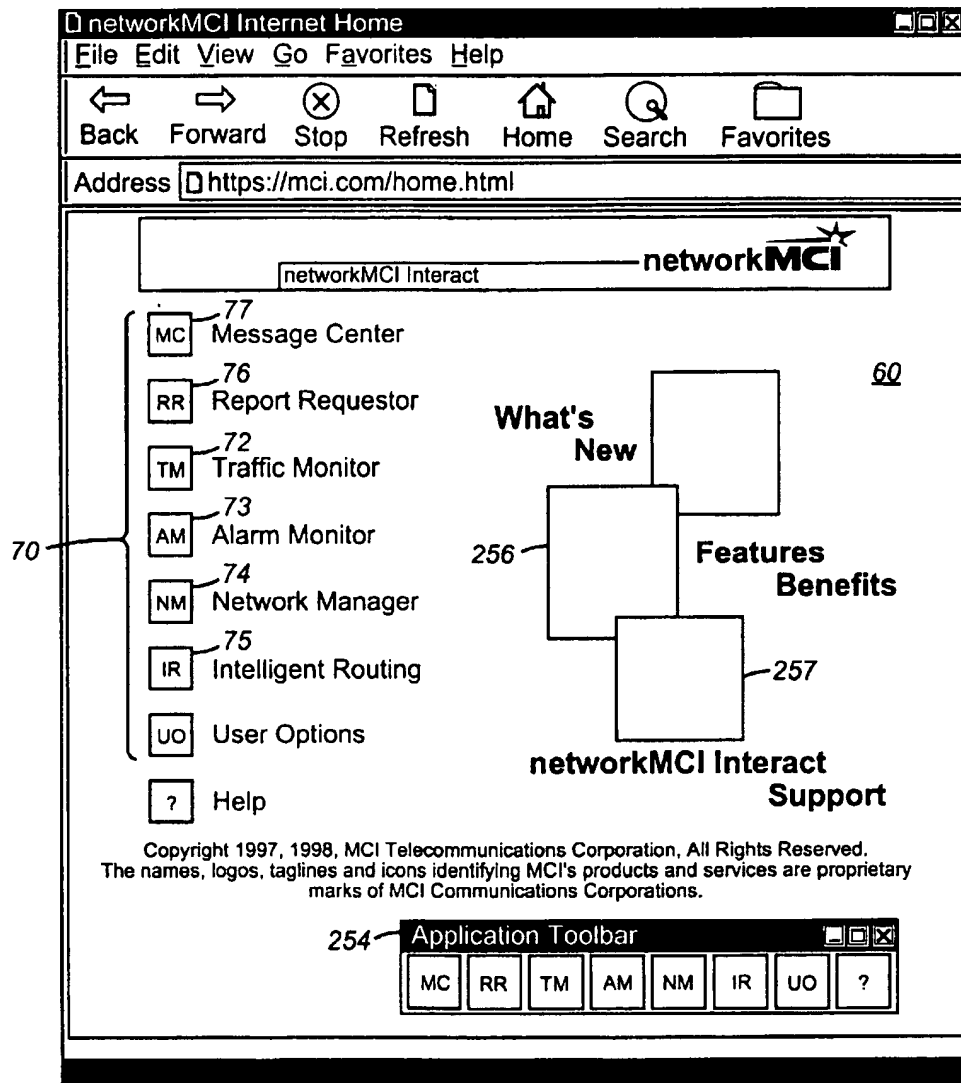 networkMCI Internet Home
File Edit View Go Favorites Help
Back Forward Stop Refresh Home Search Favorites
Address https://mci.com/home.html
networkMCI Interact
networkMCI
77
MC Message Center
76
RR Report Requestor
72
TM Traffic Monitor
73
AM Alarm Monitor
74
NM Network Manager
75
IR Intelligent Routing
UO User Options
? Help
70
60
What's
New
256
Features
Benefits
257
networkMCI Interact
Support
Copyright 1997, 1998, MCI Telecommunications Corporation, All Rights Reserved.
The names, logos, taglines and icons identifying MCI's products and services are proprietary
marks of MCI Communications Corporations.
254
Application Toolbar
MC RR TM AM NM IR UO ?